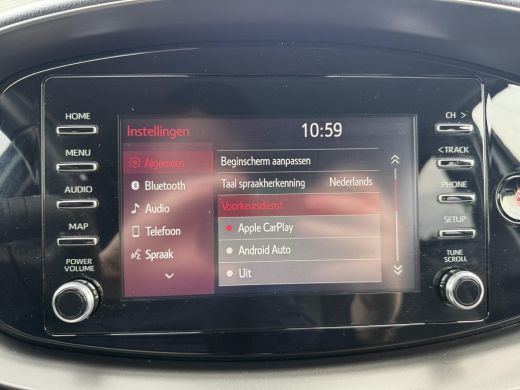 HOME
MENU
AUDIO
MAP
POWER
VOLUME
Instellingen
10:59
Algemeen
Bluetooth
Audio
Telefoon
Spraak
Beginscherm aanpassen
Taal spraakherkenning Nederlands
Voorkeursdienst
Apple CarPlay
Android Auto
Uit
CH >
< TRACK
PHONE
SETUP
TUNE
SCROLL